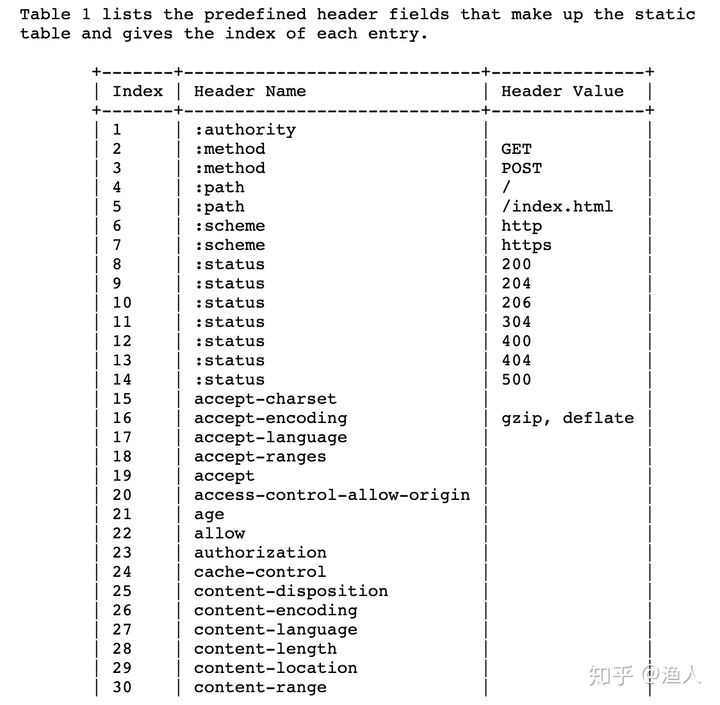 Table 1 lists the predefined header fields that make up the static
table and gives the index of each entry.
+-------+-----------------------------+---------------+
| Index | Header Name                 | Header Value  |
+-------+-----------------------------+---------------+
| 1     | :authority                  |               |
| 2     | :method                     | GET           |
| 3     | :method                     | POST          |
| 4     | :path                       | /             |
| 5     | :path                       | /index.html   |
| 6     | :scheme                     | http          |
| 7     | :scheme                     | https         |
| 8     | :status                     | 200           |
| 9     | :status                     | 204           |
| 10    | :status                     | 206           |
| 11    | :status                     | 304           |
| 12    | :status                     | 400           |
| 13    | :status                     | 404           |
| 14    | :status                     | 500           |
| 15    | accept-charset              |               |
| 16    | accept-encoding             | gzip, deflate |
| 17    | accept-language             |               |
| 18    | accept-ranges               |               |
| 19    | accept                      |               |
| 20    | access-control-allow-origin |               |
| 21    | age                         |               |
| 22    | allow                       |               |
| 23    | authorization               |               |
| 24    | cache-control               |               |
| 25    | content-disposition         |               |
| 26    | content-encoding            |               |
| 27    | content-language            |               |
| 28    | content-length              |               |
| 29    | content-location            |               |
| 30    | content-range               |               |
知乎 @渔人